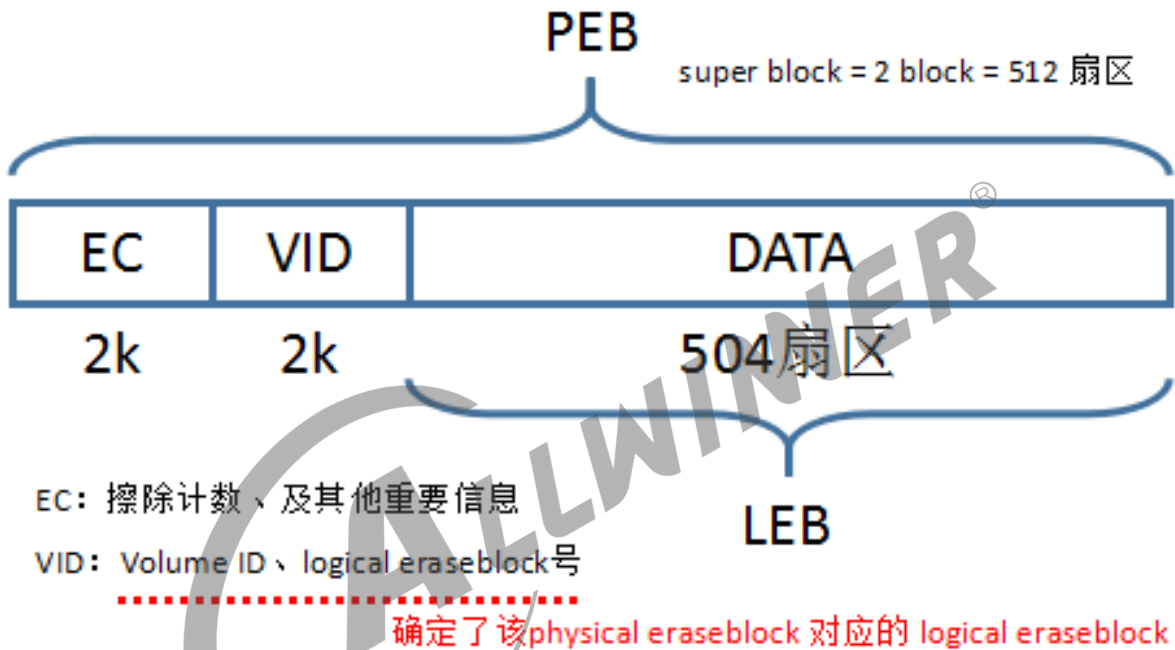 PEB
super block = 2 block = 512 扇区
EC
VID
DATA
2k
2k
504扇区
ALLWINNER®
LEB
EC：擦除计数、及其他重要信息
VID：Volume ID、logical eraseblock号
确定了该physical eraseblock 对应的 logical eraseblock